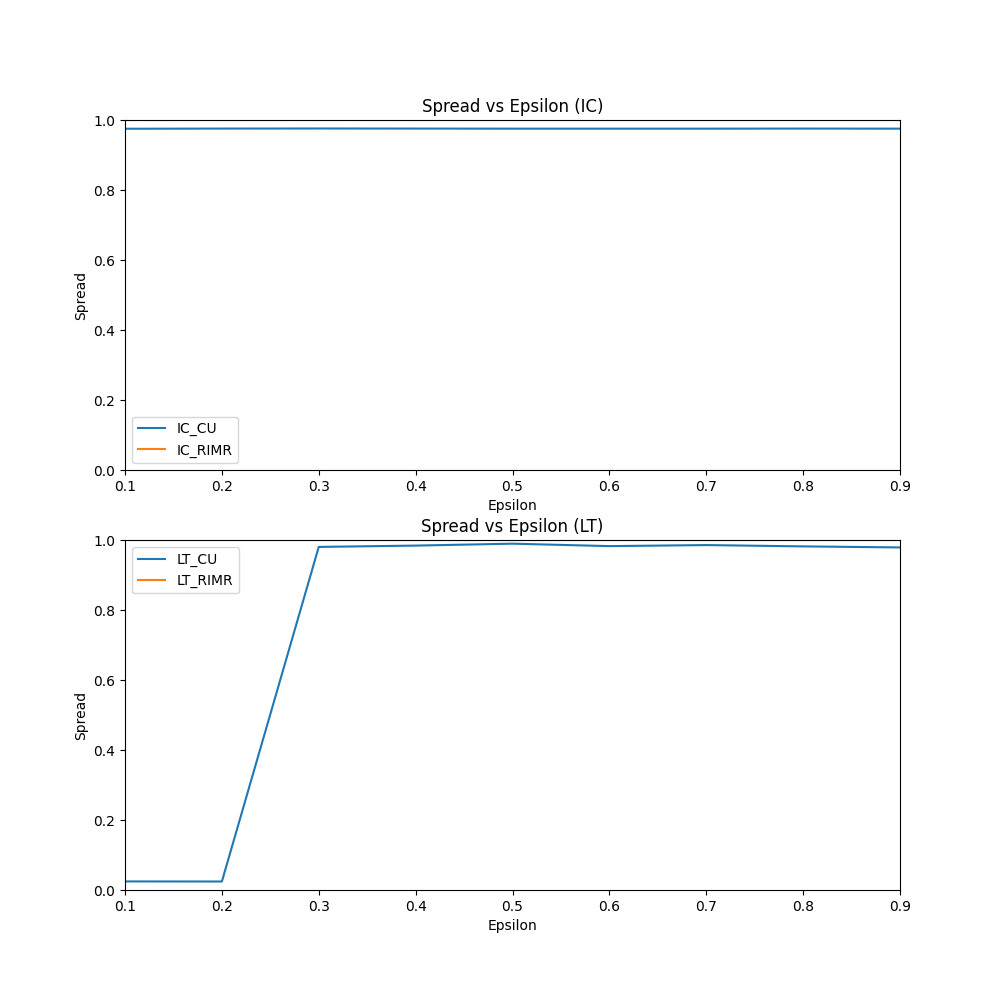 Spread vs Epsilon (IC)
1.0
0.8
0.6
0.4
0.2
0.0
Spread
IC_CU
IC_RIMR
0.1 0.2 0.3 0.4 0.5 0.6 0.7 0.8 0.9
Epsilon
Spread vs Epsilon (LT)
1.0
0.8
0.6
0.4
0.2
0.0
Spread
LT_CU
LT_RIMR
0.1 0.2 0.3 0.4 0.5 0.6 0.7 0.8 0.9
Epsilon